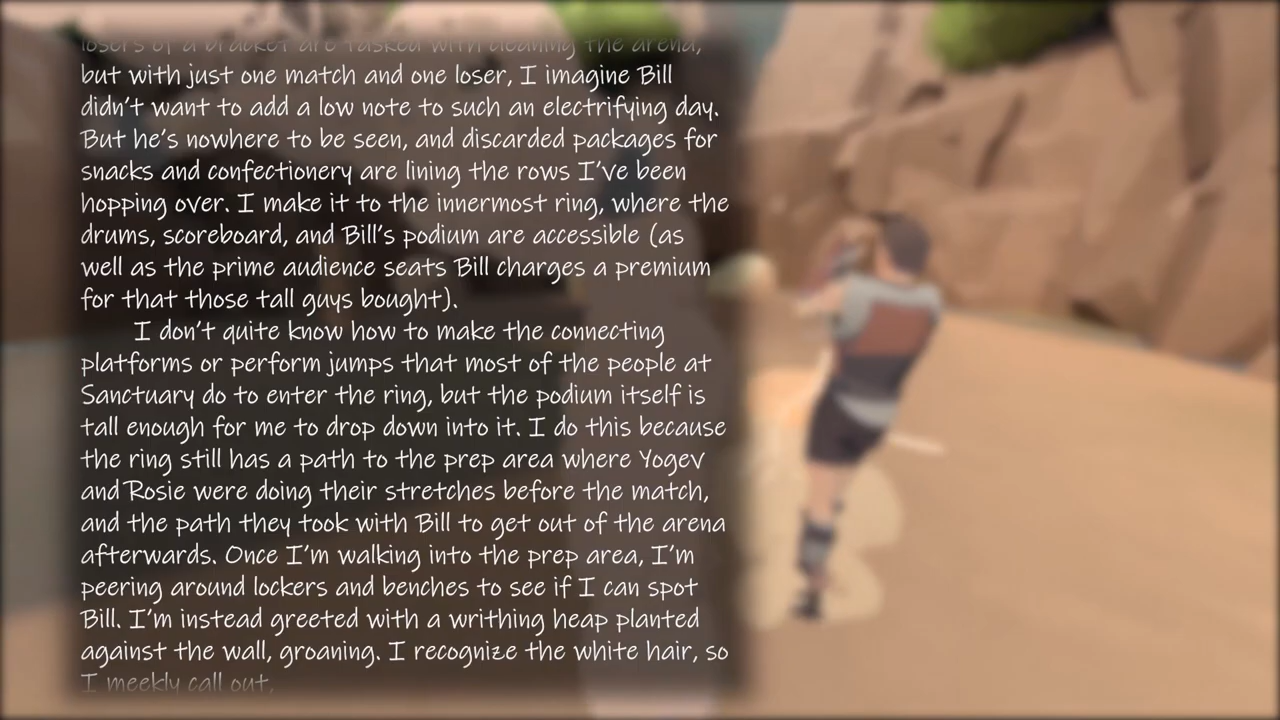 losers of a bracket are tasked with cleaning the arena,
but with just one match and one loser, I imagine Bill
didn't want to add a low note to such an electrifying day.
But he's nowhere to be seen, and discarded packages for
snacks and confectionery are lining the rows I've been
hopping over. I make it to the innermost ring, where the
drums, scoreboard, and Bill's podium are accessible (as
well as the prime audience seats Bill charges a premium
for that those tall guys bought).
I don't quite know how to make the connecting
platforms or perform jumps that most of the people at
Sanctuary do to enter the ring, but the podium itself is
tall enough for me to drop down into it. I do this because
the ring still has a path to the prep area where Yogev
and Rosie were doing their stretches before the match,
and the path they took with Bill to get out of the arena
afterwards. Once I'm walking into the prep area, I'm
peering around lockers and benches to see if I can spot
Bill. I'm instead greeted with a writhing heap planted
against the wall, groaning. I recognize the white hair, so
I meekly call out,